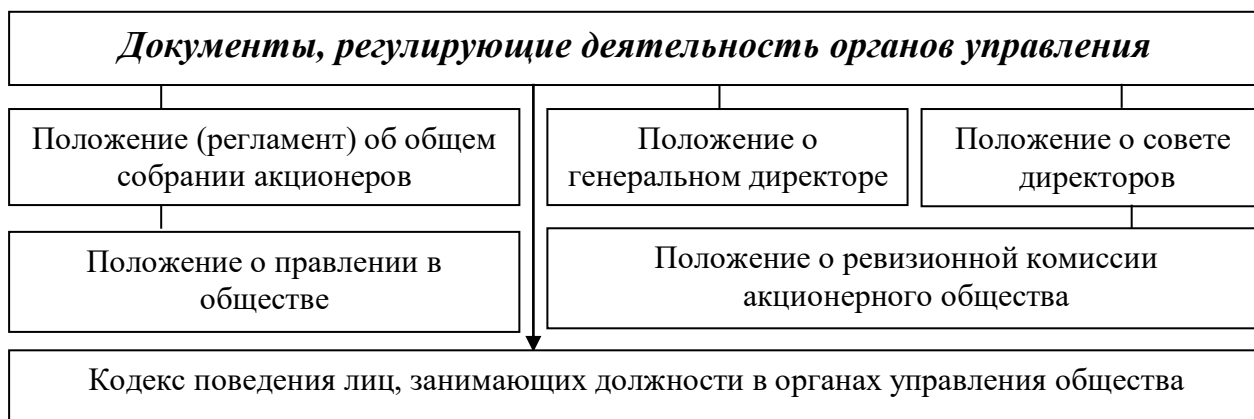 Документы, регулирующие деятельность органов управления
Положение (регламент) об общем
собрании акционеров
Положение о
генеральном директоре
Положение о совете
директоров
Положение о правлении в
обществе
Положение о ревизионной комиссии
акционерного общества
Кодекс поведения лиц, занимающих должности в органах управления общества